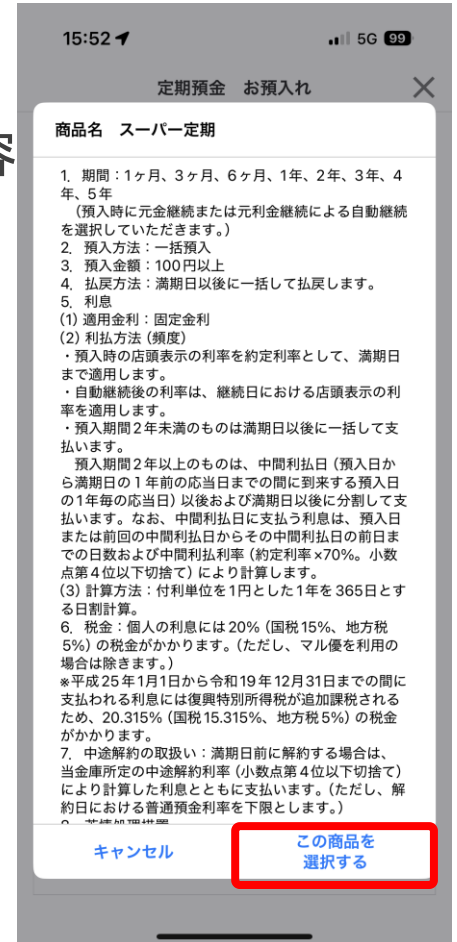 15:52
5G 99
定期預金　お預入れ
容
商品名　スーパー定期
1．期間：1ヶ月、3ヶ月、6ヶ月、1年、2年、3年、4
年、5年
（預入時に元金継続または元利金継続による自動継続
を選択していただきます。）
2．預入方法：一括預入
3．預入金額：100円以上
4．払戻方法：満期日以後に一括して払戻します。
5．利息
(1) 適用金利：固定金利
(2) 利払方法（頻度）
・預入時の店頭表示の利率を約定利率として、満期日
まで適用します。
・自動継続後の利率は、継続日における店頭表示の利
率を適用します。
・預入期間2年未満のものは満期日以後に一括して支
払います。
　預入期間2年以上のものは、中間利払日（預入日か
ら満期日の1年前の応当日までの間に到来する預入日
の1年毎の応当日）以後および満期日以後に分割して支
払います。なお、中間利払日に支払う利息は、預入日
または前回の中間利払日からその中間利払日の前日ま
での日数および中間利払利率（約定利率×70%。小数
点第4位以下切捨て）により計算します。
(3) 計算方法：付利単位を1円とした1年を365日とす
る日割計算。
6．税金：個人の利息には20%（国税15%、地方税
5%）の税金がかかります。（ただし、マル優を利用の
場合は除きます。）
※平成25年1月1日から令和19年12月31日までの間に
支払われる利息には復興特別所得税が追加課税される
ため、20.315%（国税15.315%、地方税5%）の税金
がかかります。
7．中途解約の取扱い：満期日前に解約する場合は、
当金庫所定の中途解約利率（小数点第4位以下切捨て）
により計算した利息とともに支払います。（ただし、解
約日における普通預金利率を下限とします。）
キャンセル
この商品を
選択する